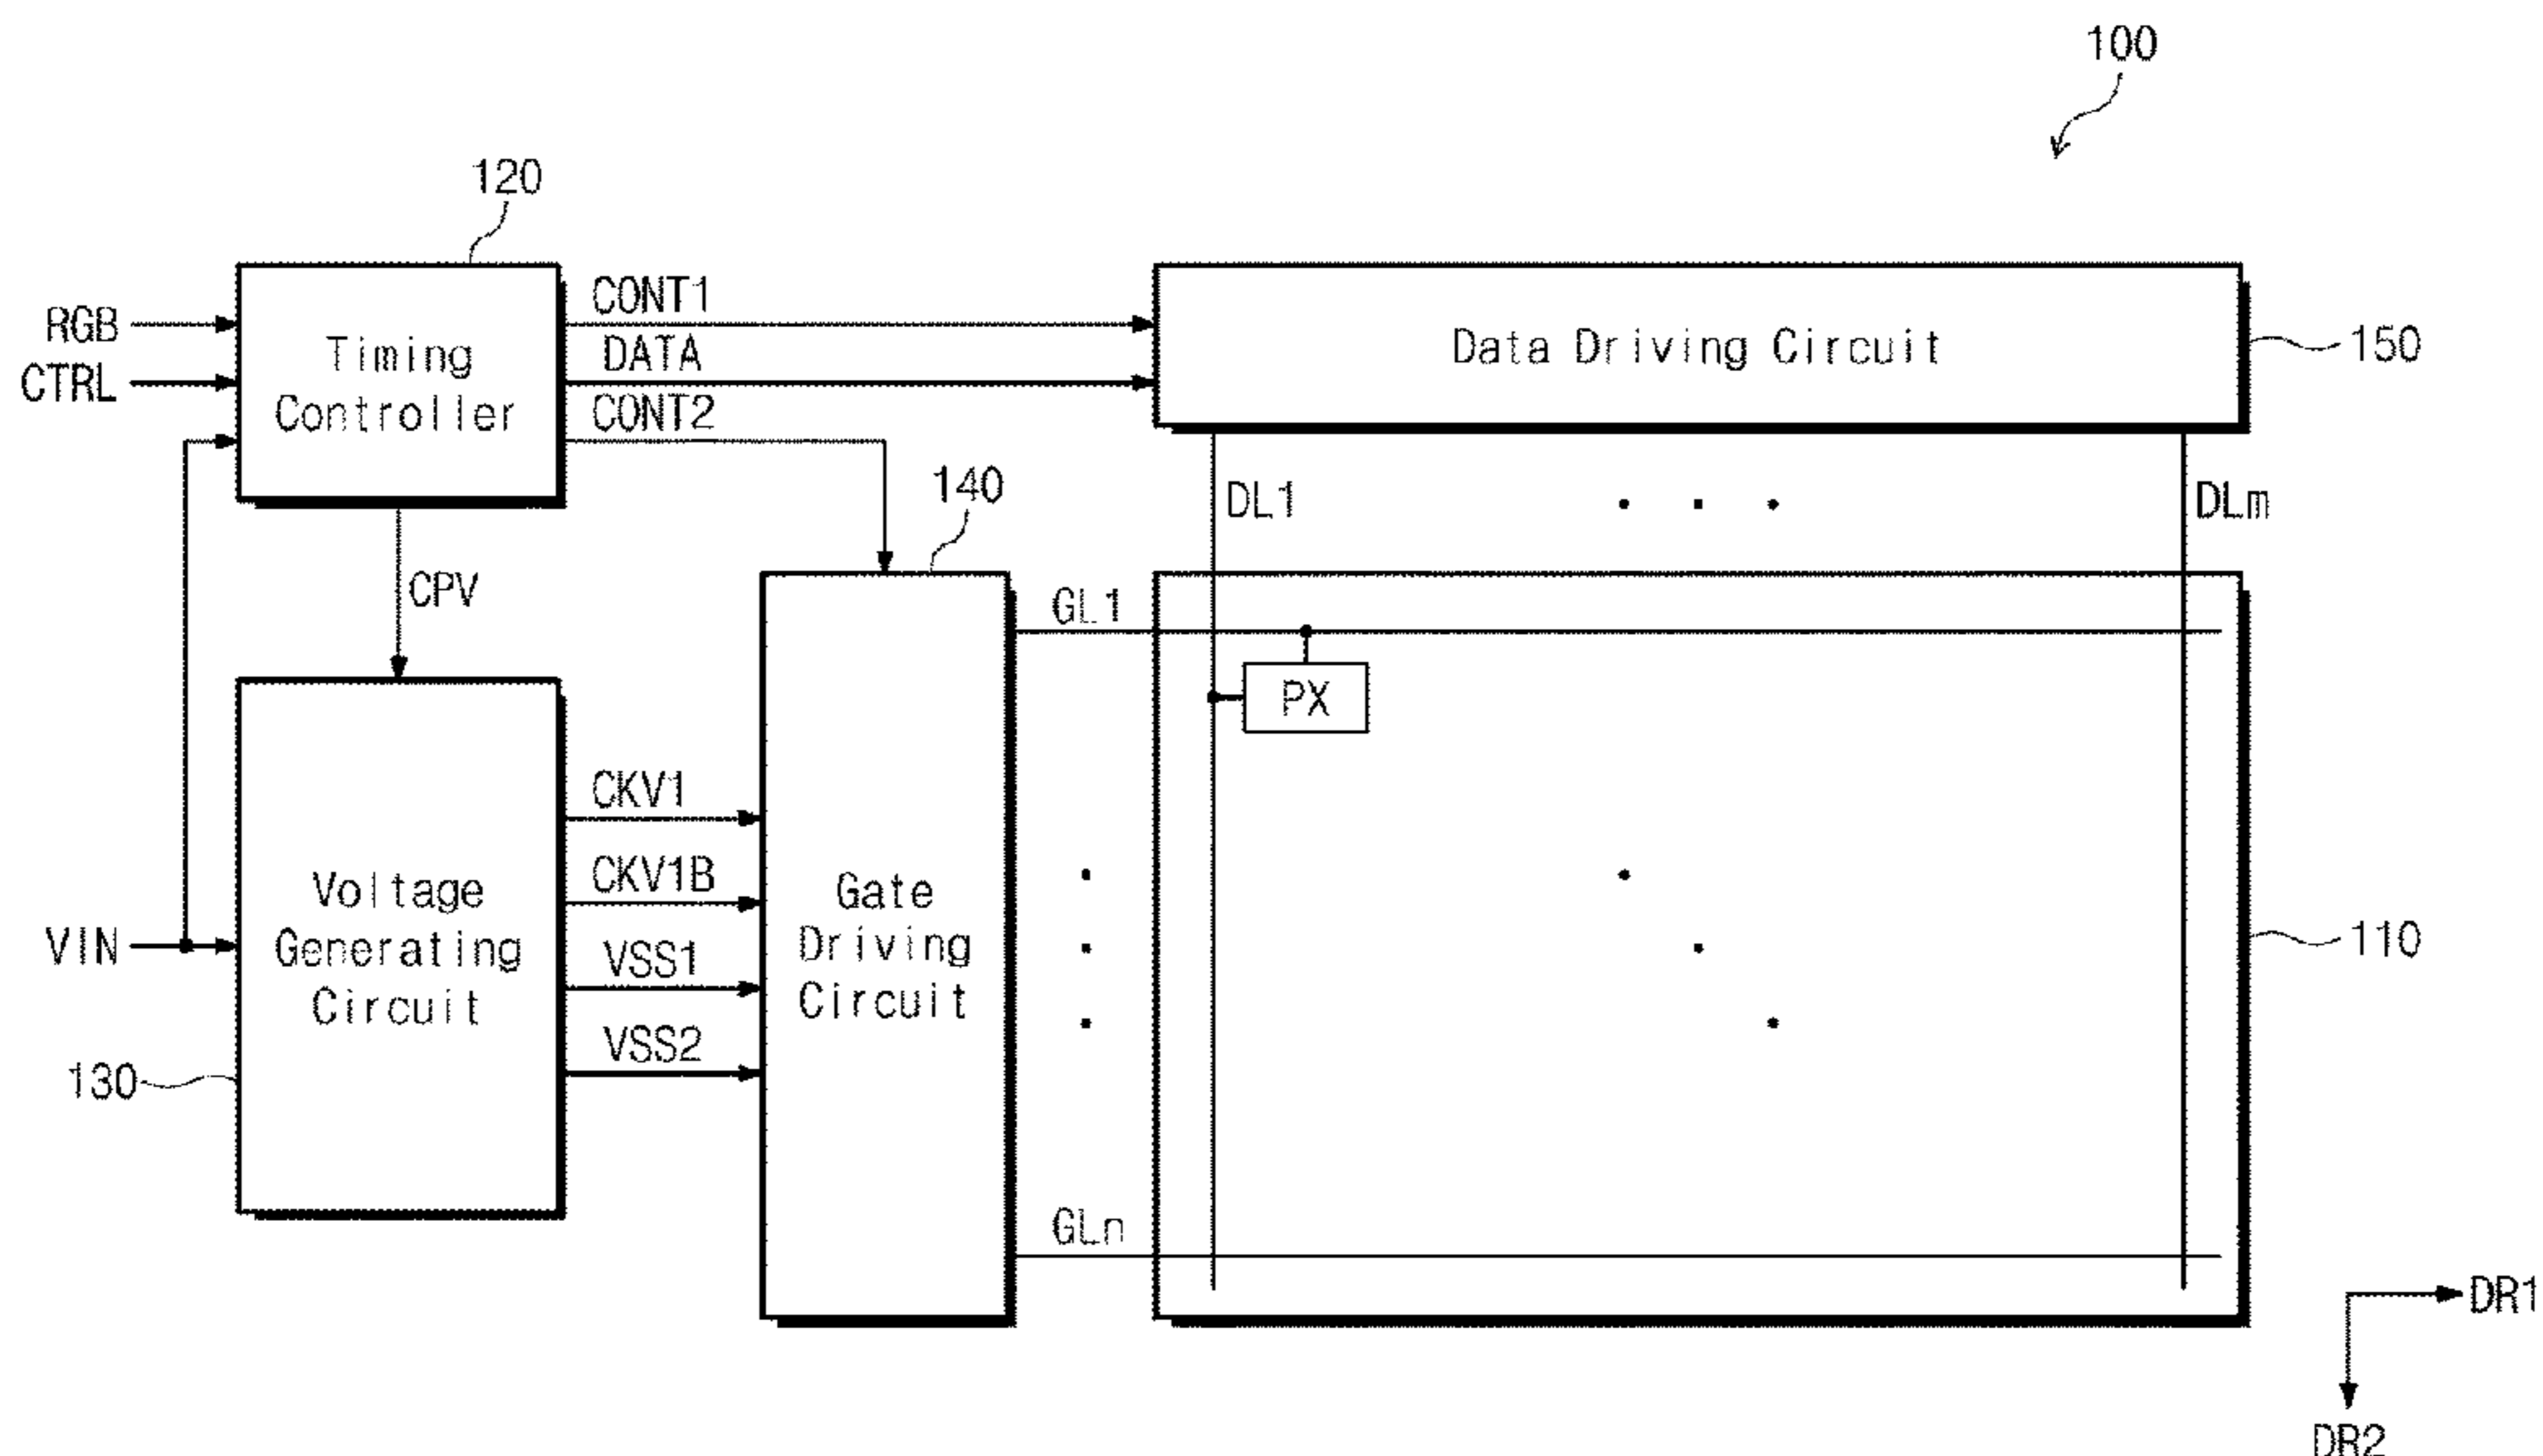 100
120
RGB
CTRL
Timing
Controller
CONT1
DATA
CONT2
Data Driving Circuit
150
140
DL1
DLm
CPV
GL1
PX
CKV1
CKV1B
VSS1
VSS2
VIN
Voltage
Generating
Circuit
Gate
Driving
Circuit
130
110
GLn
DR1
DR2